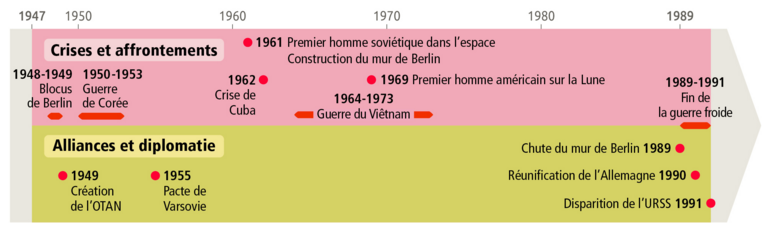 1947 1950 1960 1970 1980 1989
Crises et affrontements
1961 Premier homme soviétique dans l'espace
Construction du mur de Berlin
1948-1949
Blocus
de Berlin
1950-1953
Guerre
de Corée
1962
Crise de
Cuba
1969 Premier homme américain sur la Lune
1964-1973
Guerre du Viêtnam
1989-1991
Fin de
la guerre froide
Alliances et diplomatie
1949
Création
de l'OTAN
1955
Pacte de
Varsovie
Chute du mur de Berlin 1989
Réunification de l'Allemagne 1990
Disparition de l'URSS 1991